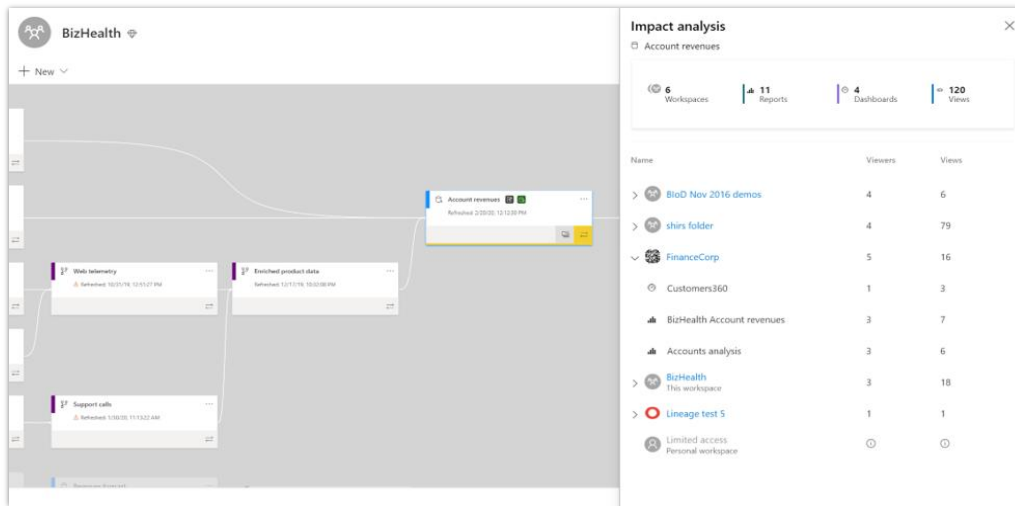 BizHealth
New
Account revenues
Refreshed: 2/20/20, 12:12:20 PM
Web telemetry
Refreshed: 10/31/19, 12:51:27 PM
Enriched product data
Refreshed: 12/17/19, 10:02:08 PM
Support calls
Refreshed: 1/30/20, 11:13:22 AM
Impact analysis
Account revenues
6
Workspaces
11
Reports
4
Dashboards
120
Views
Name Viewers Views
BIoD Nov 2016 demos 4 6
shirs folder 4 79
FinanceCorp 5 16
Customers360 1 3
BizHealth Account revenues 3 7
Accounts analysis 3 6
BizHealth 3 18
This workspace
Lineage test 5 1 1
Limited access
Personal workspace